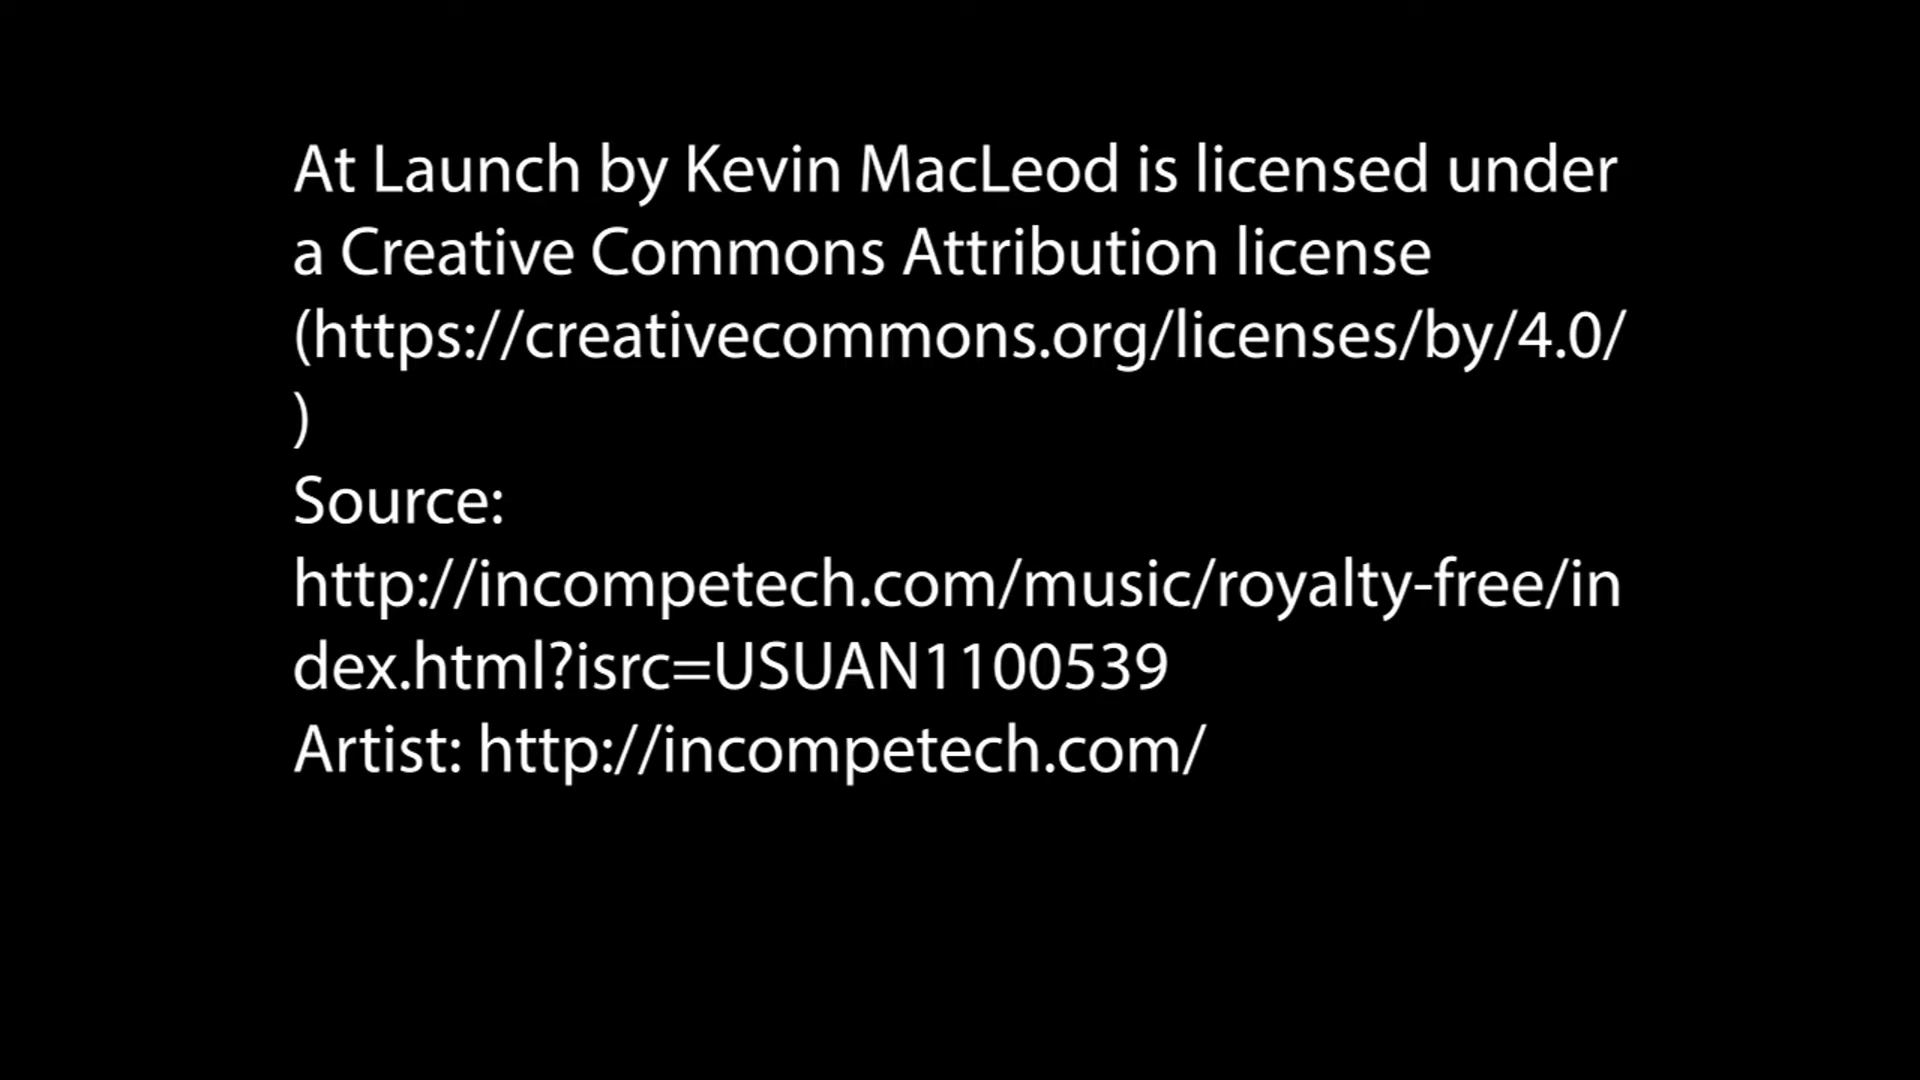 At Launch by Kevin MacLeod is licensed under
a Creative Commons Attribution license
(https://creativecommons.org/licenses/by/4.0/
)
Source:
http://incompetech.com/music/royalty-free/in
dex.html?isrc=USUAN1100539
Artist: http://incompetech.com/